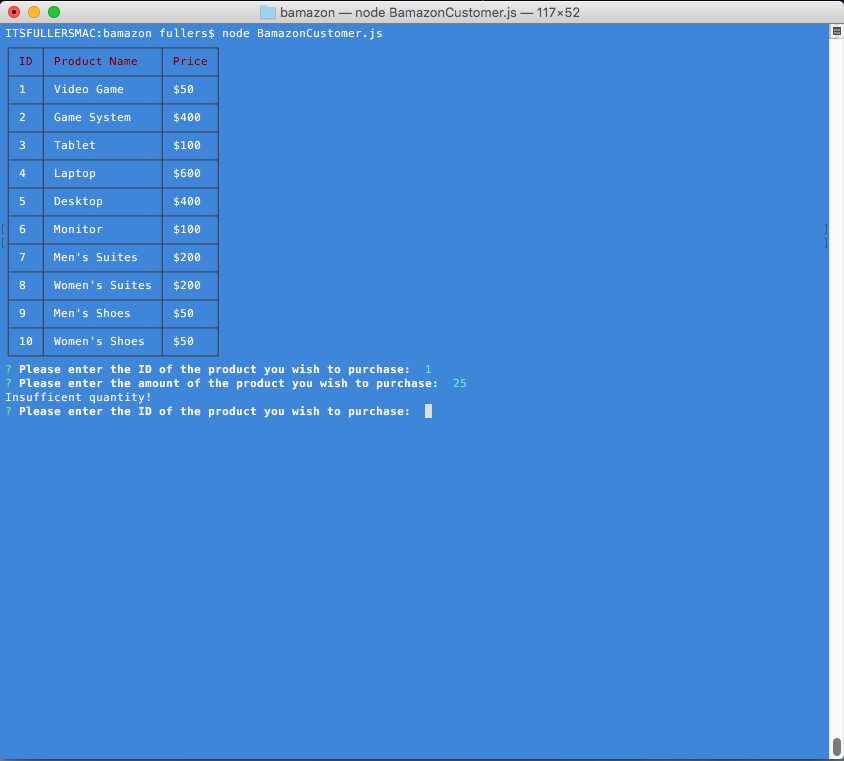 bamazon — node BamazonCustomer.js — 117×52
ITSFULLERSMAC:bamazon fullers$ node BamazonCustomer.js
ID Product Name Price
1 Video Game $50
2 Game System $400
3 Tablet $100
4 Laptop $600
5 Desktop $400
6 Monitor $100
7 Men's Suites $200
8 Women's Suites $200
9 Men's Shoes $50
10 Women's Shoes $50
? Please enter the ID of the product you wish to purchase: 1
? Please enter the amount of the product you wish to purchase: 25
Insufficent quantity!
? Please enter the ID of the product you wish to purchase: